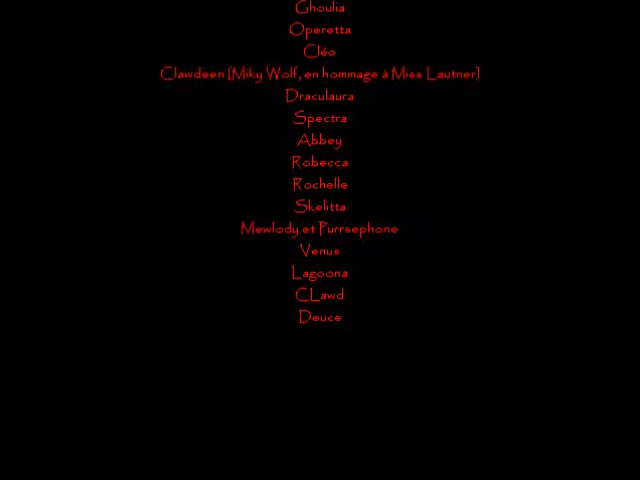 Ghoulia
Operetta
Cléo
Clawdeen [Miky Wolf, en hommage à Miss Lautner]
Draculaura
Spectra
Abbey
Robecca
Rochelle
Skelitta
Mewlody et Purrsephone
Venus
Lagoona
CLawd
Deuce